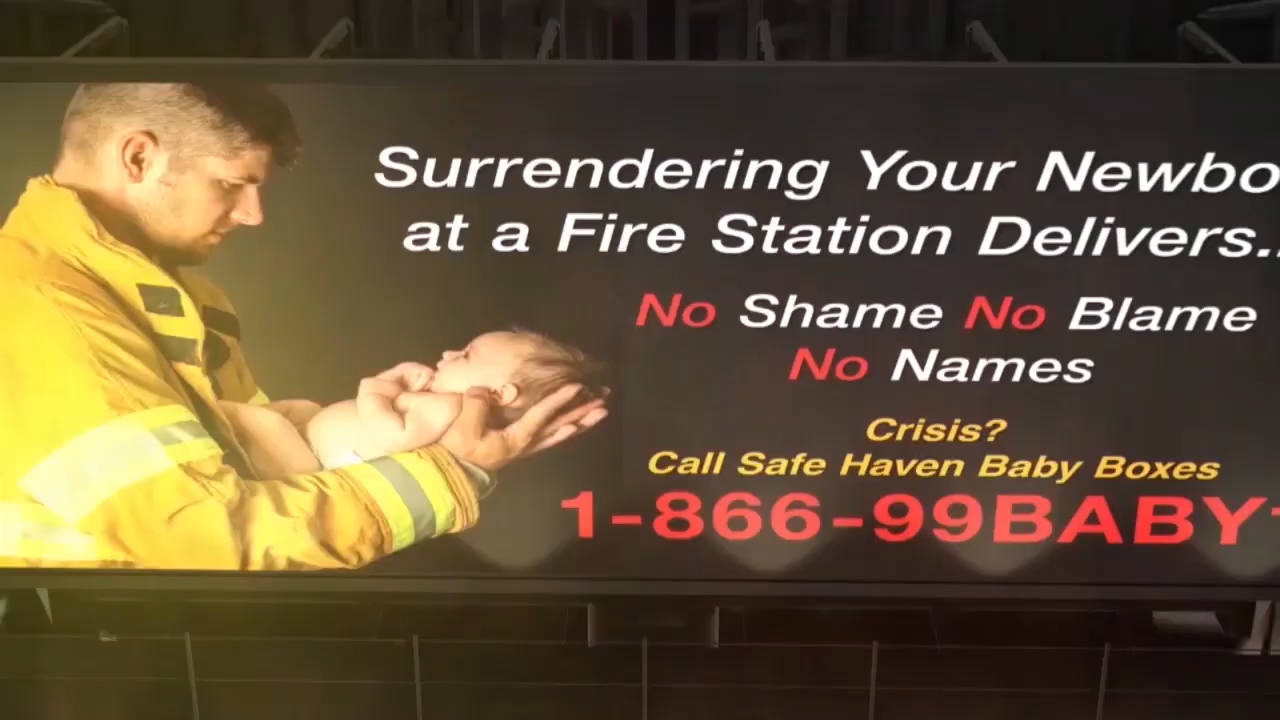 Surrendering Your Newbo
at a Fire Station Delivers..
No Shame No Blame
No Names
Crisis?
Call Safe Haven Baby Boxes
1-866-99BABY